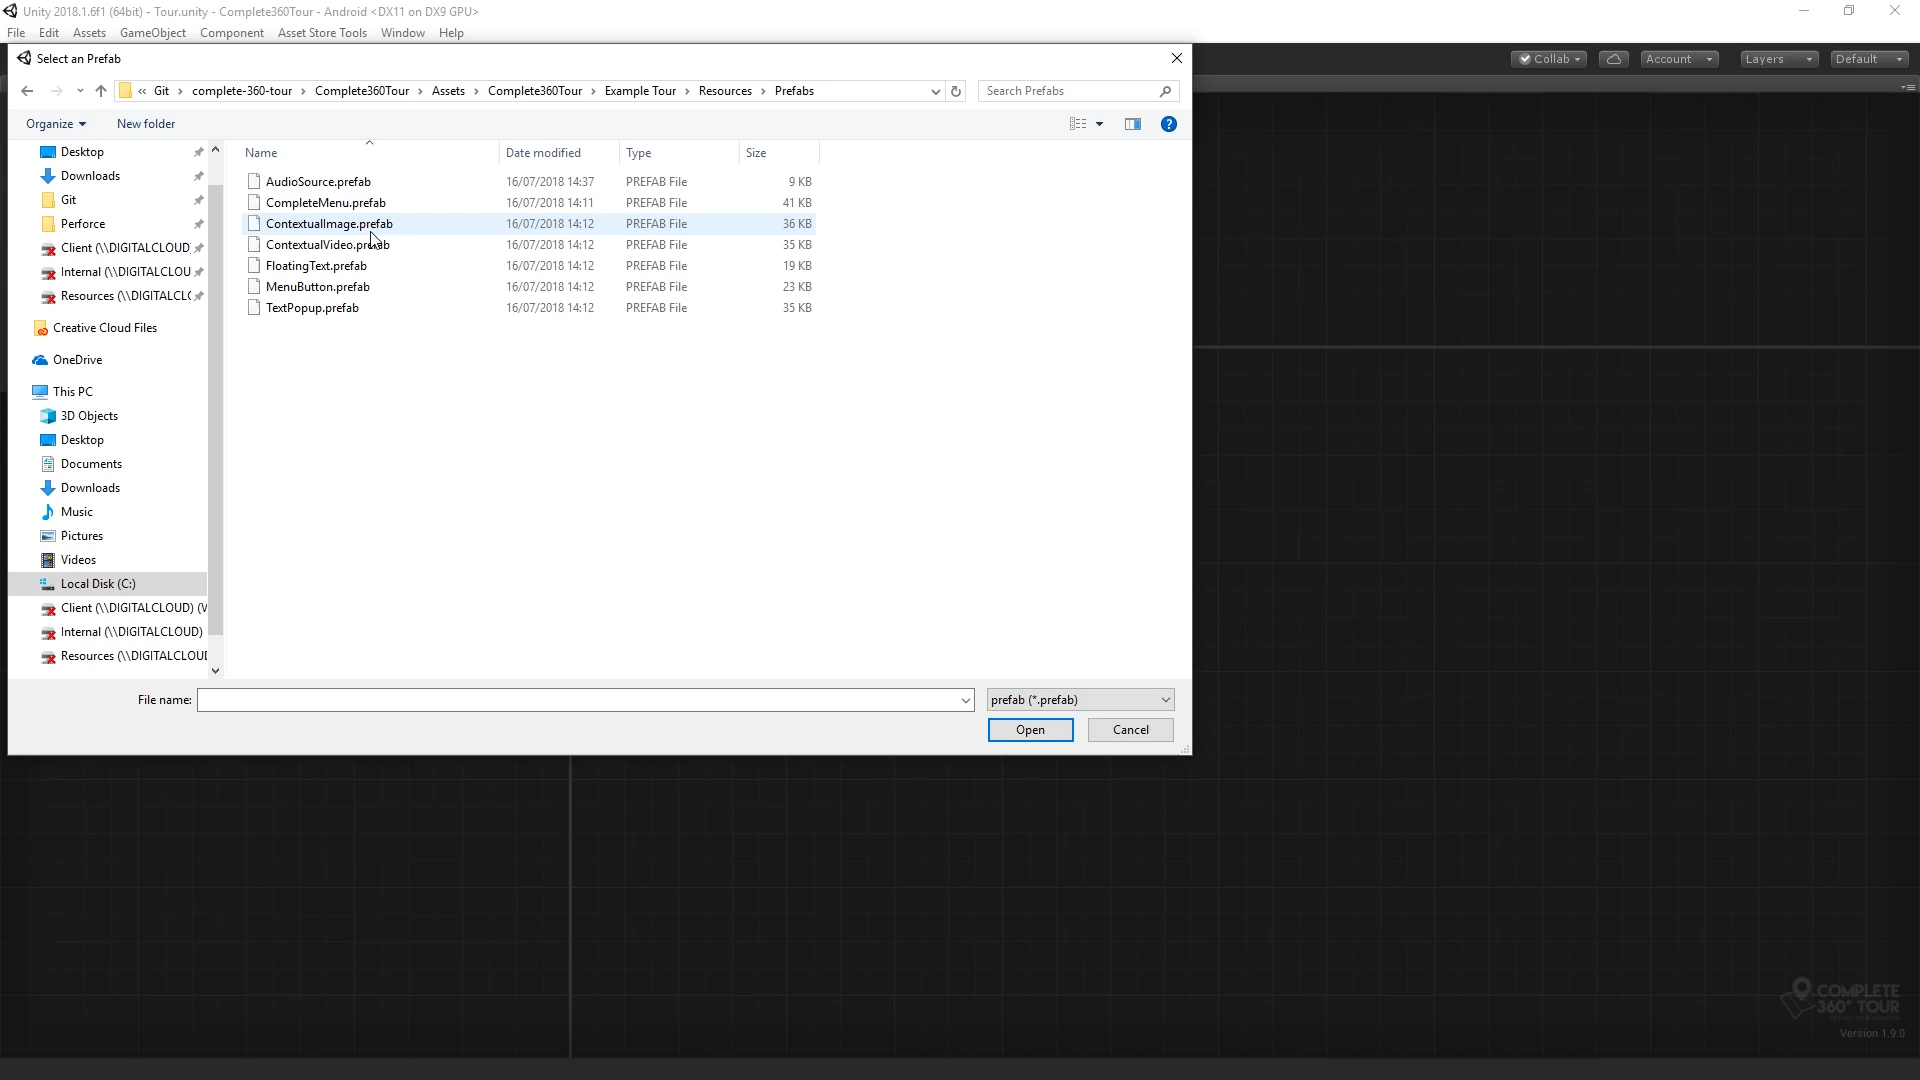 Unity 2018.1.6f1 (64bit) - Tour.unity - Complete360Tour - Android <DX11 on DX9 GPU>
File Edit Assets GameObject Component Asset Store Tools Window Help
Select an Prefab
Collab Account Layers Default
« Git › complete-360-tour › Complete360Tour › Assets › Complete360Tour › Example Tour › Resources › Prefabs
Search Prefabs
Organize New folder
Name Date modified Type Size
AudioSource.prefab 16/07/2018 14:37 PREFAB File 9 KB
CompleteMenu.prefab 16/07/2018 14:11 PREFAB File 41 KB
ContextualImage.prefab 16/07/2018 14:12 PREFAB File 36 KB
ContextualVideo.prefab 16/07/2018 14:12 PREFAB File 35 KB
FloatingText.prefab 16/07/2018 14:12 PREFAB File 19 KB
MenuButton.prefab 16/07/2018 14:12 PREFAB File 23 KB
TextPopup.prefab 16/07/2018 14:12 PREFAB File 35 KB
Desktop
Downloads
Git
Perforce
Client (\\DIGITALCLOUD
Internal (\\DIGITALCLOU
Resources (\\DIGITALCL
Creative Cloud Files
OneDrive
This PC
3D Objects
Desktop
Documents
Downloads
Music
Pictures
Videos
Local Disk (C:)
Client (\\DIGITALCLOUD) (V
Internal (\\DIGITALCLOUD)
Resources (\\DIGITALCLOUD
File name:
prefab (*.prefab)
Open Cancel
COMPLETE
360° TOUR
Version 1.9.0